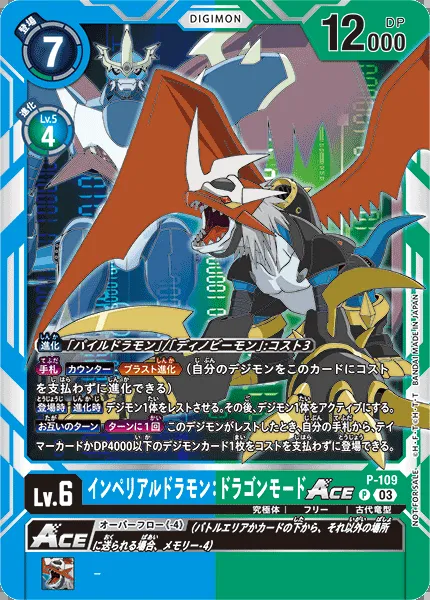 DIGIMON
登場
7
DP
12000
進化
Lv.5
4
進化 「パイルドラモン」/「ディノビーモン」:コスト3
手札 カウンター ブラスト進化 (自分のデジモンをこのカードにコスト
を支払わずに進化できる)
登場時 進化時 デジモン1体をレストさせる。その後、デジモン1体をアクティブにする。
お互いのターン ターンに1回 このデジモンがレストしたとき、自分の手札から、テイ
マーカードかDP4000以下のデジモンカード1枚をコストを支払わずに登場できる。
NOT FOR SALE
BANDAI MADE IN JAPAN
P-109
Lv.6
インペリアルドラモン:ドラゴンモードACE
P 03
究極体 フリー 古代竜型
ACE
オーバーフロー《-4》 (バトルエリアかカードの下から、それ以外の場所
に送られる場合、メモリー-4)
-